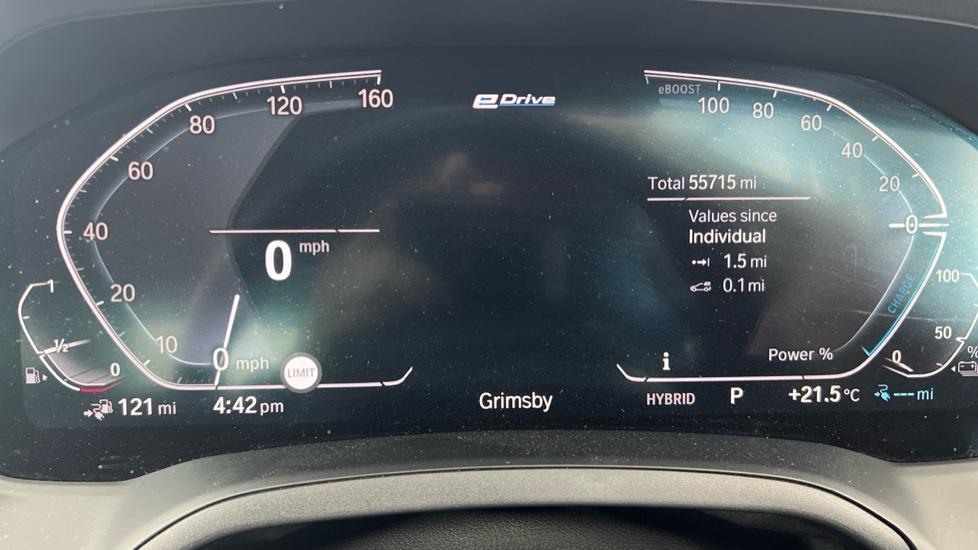 eDrive
160
120
80
60
40
20
10
0 mph
0 mph
LIMIT
1
1/2
0
121 mi
4:42 pm
Grimsby
eBOOST
100
80
60
40
20
0
CHARGE
Total 55715 mi
Values since
Individual
1.5 mi
0.1 mi
Power %
i
HYBRID
P
+21.5 °C
100
50
0
%
--- mi